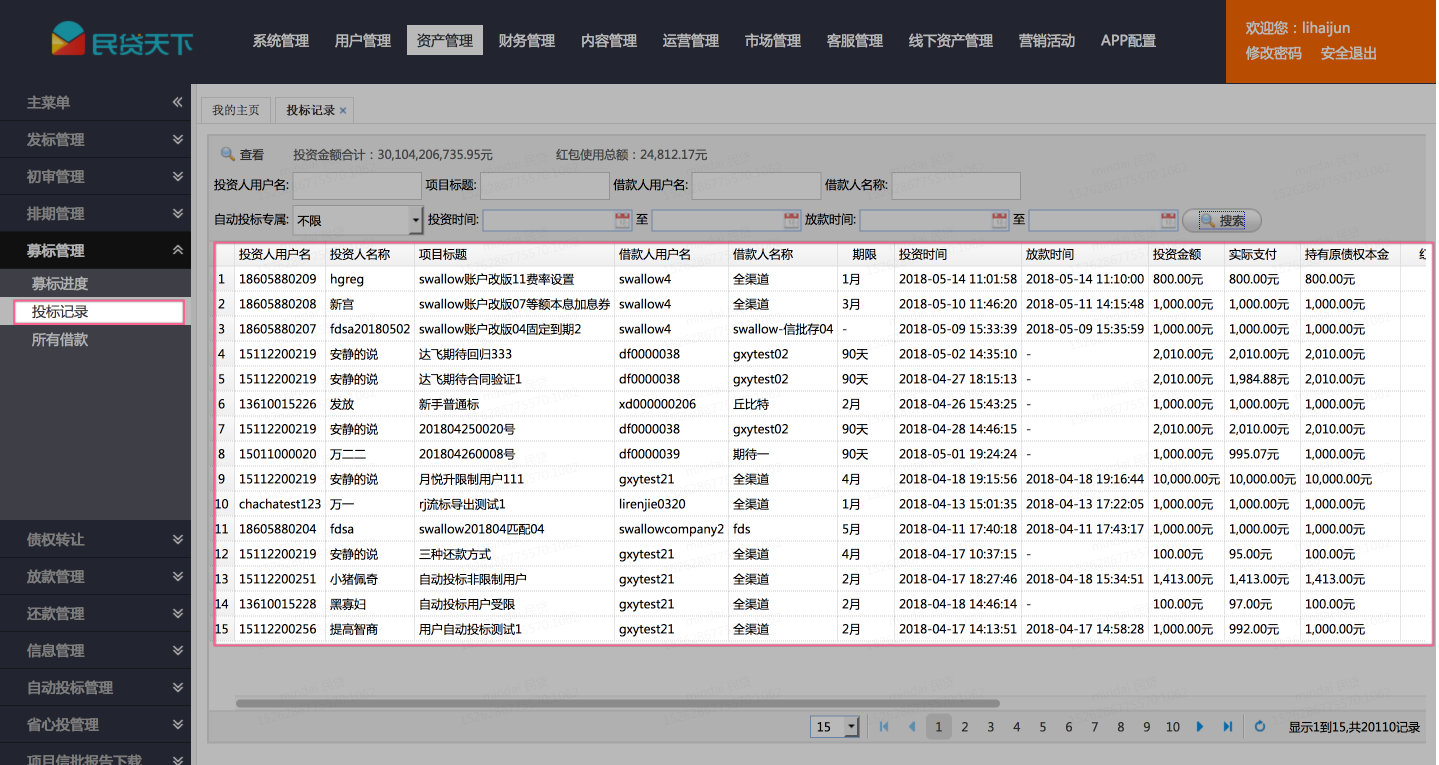 民贷天下
系统管理 用户管理 资产管理 财务管理 内容管理 运营管理 市场管理 客服管理 线下资产管理 营销活动 APP配置
欢迎您：lihaijun
修改密码 安全退出
主菜单
发标管理
初审管理
排期管理
募标管理
募标进度
投标记录
所有借款
债权转让
放款管理
还款管理
信息管理
自动投标管理
省心投管理
项目信批报告下载
我的主页 投标记录 ×
查看 投资金额合计：30,104,206,735.95元 红包使用总额：24,812.17元
投资人用户名: 项目标题: 借款人用户名: 借款人名称:
自动投标专属: 不限 投资时间: 至 放款时间: 至 搜索
投资人用户名 投资人名称 项目标题 借款人用户名 借款人名称 期限 投资时间 放款时间 投资金额 实际支付 持有原债权本金
1 18605880209 hgreg swallow账户改版11费率设置 swallow4 全渠道 1月 2018-05-14 11:01:58 2018-05-14 11:10:00 800.00元 800.00元 800.00元
2 18605880208 新宫 swallow账户改版07等额本息加息券 swallow4 全渠道 3月 2018-05-10 11:46:20 2018-05-11 14:15:48 1,000.00元 1,000.00元 1,000.00元
3 18605880207 fdsa20180502 swallow账户改版04固定到期2 swallow4 swallow-信批存04 - 2018-05-09 15:33:39 2018-05-09 15:35:59 1,000.00元 1,000.00元 1,000.00元
4 15112200219 安静的说 达飞期待回归333 df0000038 gxytest02 90天 2018-05-02 14:35:10 - 2,010.00元 2,010.00元 2,010.00元
5 15112200219 安静的说 达飞期待合同验证1 df0000038 gxytest02 90天 2018-04-27 18:15:13 - 2,010.00元 1,984.88元 2,010.00元
6 13610015226 发放 新手普通标 xd000000206 丘比特 2月 2018-04-26 15:43:25 - 1,000.00元 1,000.00元 1,000.00元
7 15112200219 安静的说 201804250020号 df0000038 gxytest02 90天 2018-04-28 14:46:15 - 2,010.00元 2,010.00元 2,010.00元
8 15011000020 万二二 201804260008号 df0000039 期待一 90天 2018-05-01 19:24:24 - 1,000.00元 995.07元 1,000.00元
9 15112200219 安静的说 月悦升限制用户111 gxytest21 全渠道 4月 2018-04-18 19:15:56 2018-04-18 19:16:44 10,000.00元 10,000.00元 10,000.00元
10 chachatest123 万一 rj流标导出测试1 lirenjie0320 全渠道 1月 2018-04-13 15:01:35 2018-04-13 17:22:05 1,000.00元 1,000.00元 1,000.00元
11 18605880204 fdsa swallow201804匹配04 swallowcompany2 fds 5月 2018-04-11 17:40:18 2018-04-11 17:43:17 1,000.00元 1,000.00元 1,000.00元
12 15112200219 安静的说 三种还款方式 gxytest21 全渠道 4月 2018-04-17 10:37:15 - 100.00元 95.00元 100.00元
13 15112200251 小猪佩奇 自动投标非限制用户 gxytest21 全渠道 2月 2018-04-17 18:27:46 2018-04-18 15:34:51 1,413.00元 1,413.00元 1,413.00元
14 13610015228 黑寡妇 自动投标用户受限 gxytest21 全渠道 2月 2018-04-18 14:46:14 - 100.00元 97.00元 100.00元
15 15112200256 提高智商 用户自动投标测试1 gxytest21 全渠道 2月 2018-04-17 14:13:51 2018-04-17 14:58:28 1,000.00元 992.00元 1,000.00元
15 1 2 3 4 5 6 7 8 9 10 显示1到15,共20110记录